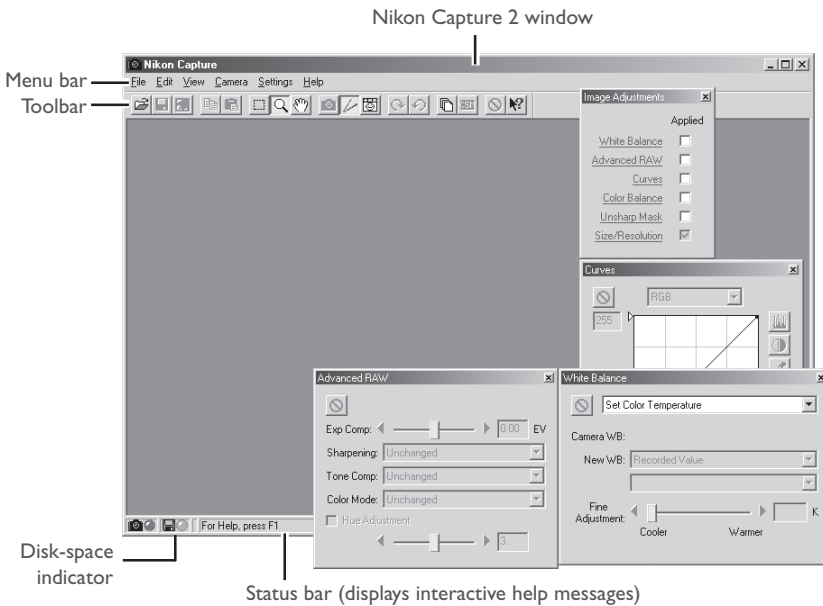 Nikon Capture 2 window
Nikon Capture
Menu bar
File Edit View Camera Settings Help
Toolbar
Image Adjustments
Applied
White Balance
Advanced RAW
Curves
Color Balance
Unsharp Mask
Size/Resolution
Curves
RGB
255
Advanced RAW
Exp Comp: 0.00 EV
Sharpening: Unchanged
Tone Comp: Unchanged
Color Mode: Unchanged
Hue Adjustment
3
White Balance
Set Color Temperature
Camera WB:
New WB: Recorded Value
Fine
Adjustment: K
Cooler Warmer
For Help, press F1
Disk-space
indicator
Status bar (displays interactive help messages)